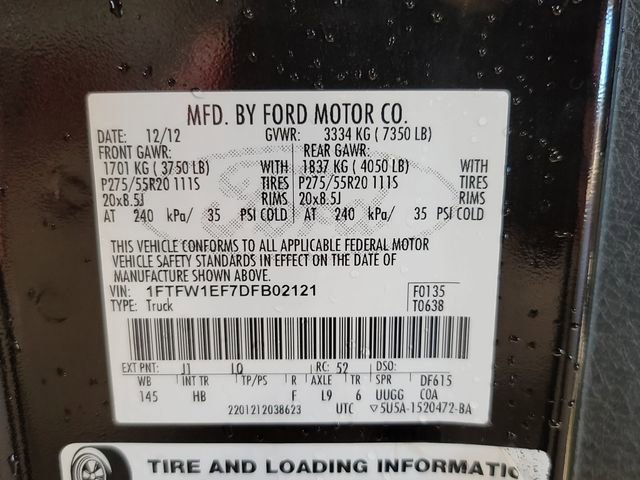 MFD. BY FORD MOTOR CO.
DATE: 12/12 GVWR: 3334 KG ( 7350 LB)
FRONT GAWR: REAR GAWR:
1701 KG ( 3750 LB) WITH 1837 KG ( 4050 LB) WITH
P275/55R20 111S TIRES P275/55R20 111S TIRES
20x8.5J RIMS 20x8.5J RIMS
AT 240 kPa/ 35 PSI COLD AT 240 kPa/ 35 PSI COLD
THIS VEHICLE CONFORMS TO ALL APPLICABLE FEDERAL MOTOR
VEHICLE SAFETY STANDARDS IN EFFECT ON THE DATE OF
MANUFACTURE SHOWN ABOVE.
VIN: 1FTFW1EF7DFB02121 F0135
TYPE: Truck T0638
EXT PNT: J1 LQ RC: 52 DSO:
WB INT TR TP/PS R AXLE TR SPR DF615
145 HB F L9 6 UUGG COA
2201212038623 UTC ▽5U5A-1520472-BA
TIRE AND LOADING INFORMATIO